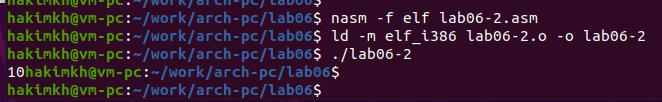 hakimkh@vm-pc:~/work/arch-pc/lab06$ nasm -f elf lab06-2.asm
hakimkh@vm-pc:~/work/arch-pc/lab06$ ld -m elf_i386 lab06-2.o -o lab06-2
hakimkh@vm-pc:~/work/arch-pc/lab06$ ./lab06-2
10hakimkh@vm-pc:~/work/arch-pc/lab06$
hakimkh@vm-pc:~/work/arch-pc/lab06$